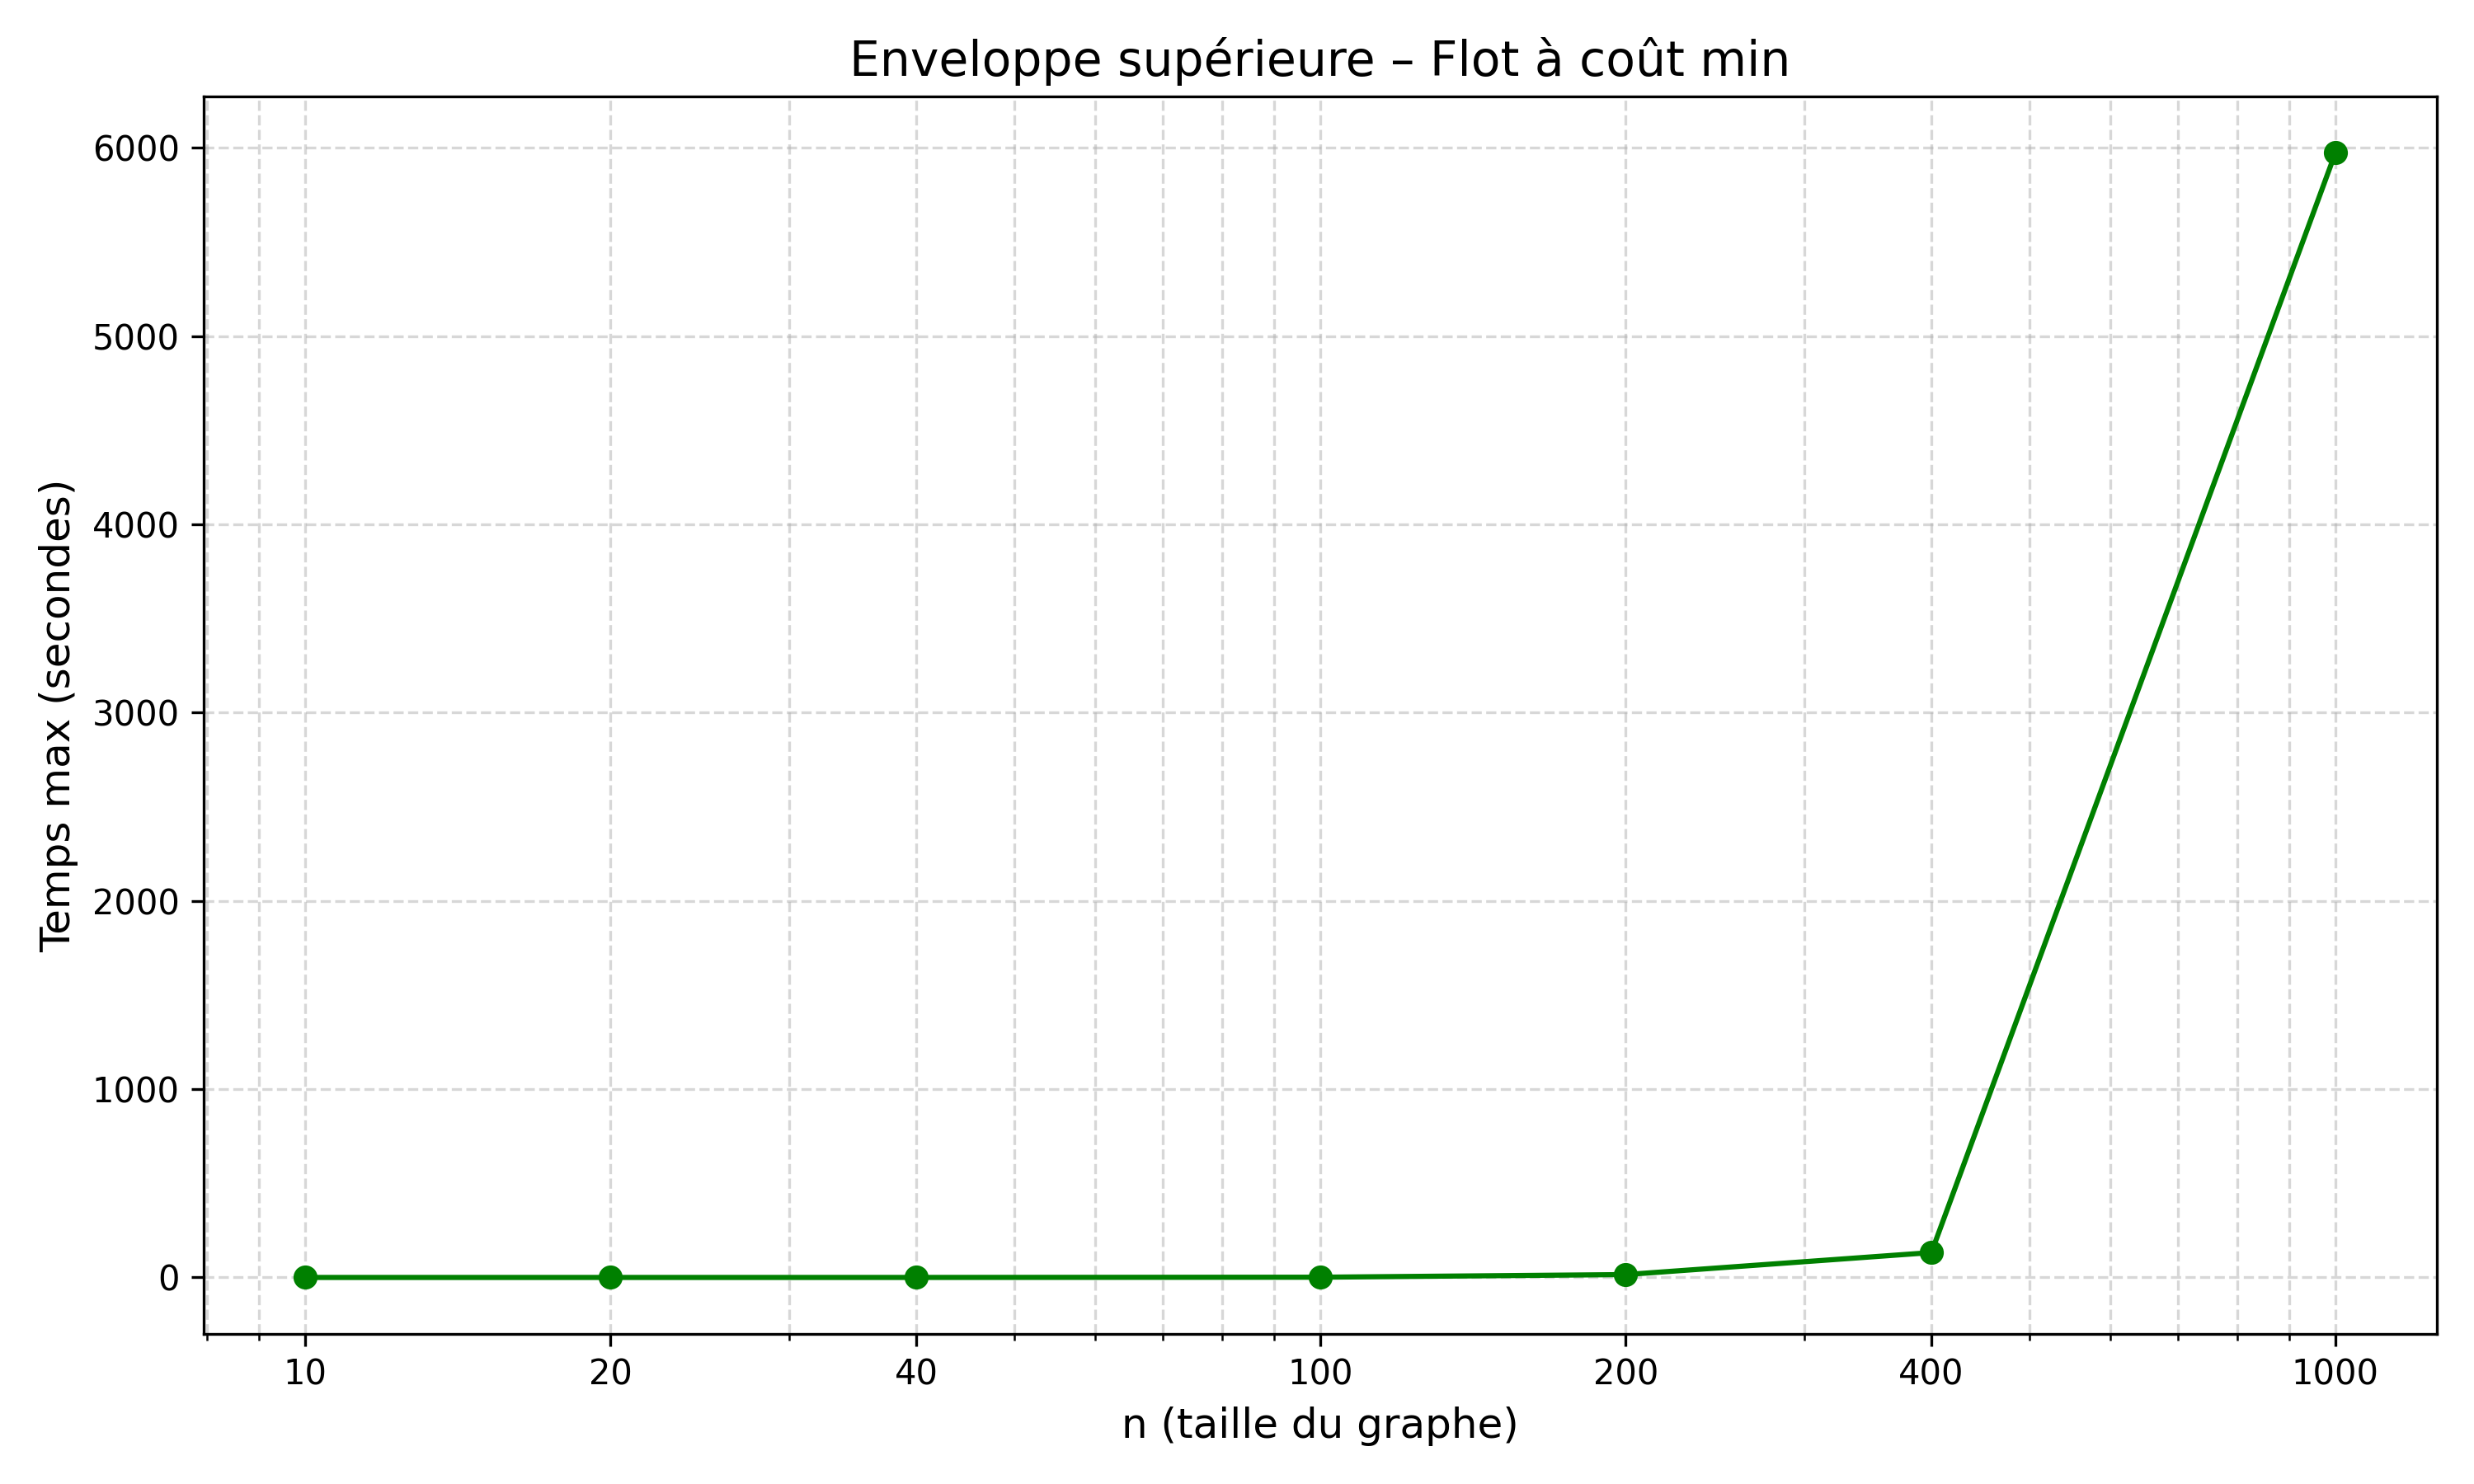 Enveloppe supérieure – Flot à coût min
6000
5000
4000
3000
2000
1000
0
Temps max (secondes)
10 20 40 100 200 400 1000
n (taille du graphe)